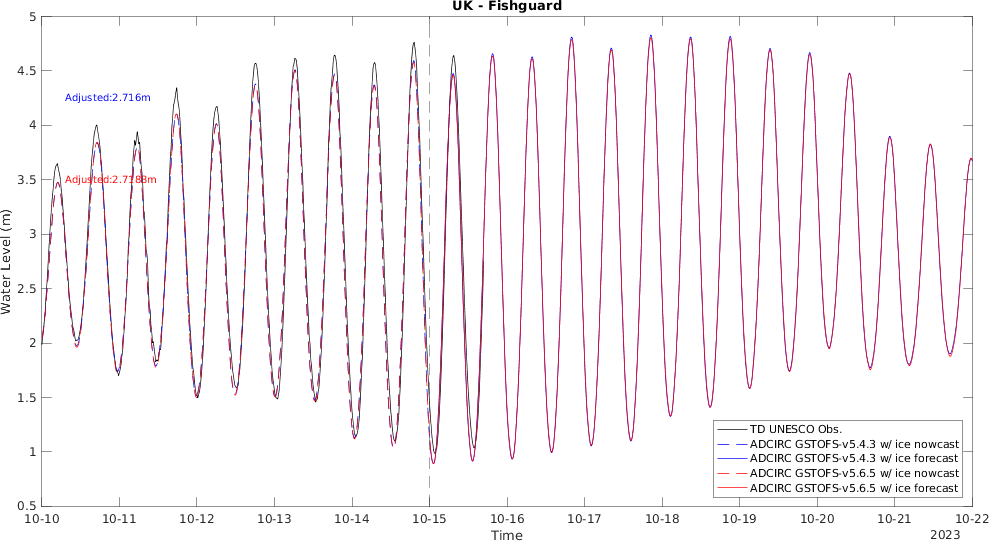 UK - Fishguard
Water Level (m)
5
4.5
4
3.5
3
2.5
2
1.5
1
0.5
Adjusted:2.716m
Adjusted:2.7188m
TD UNESCO Obs.
ADCIRC GSTOFS-v5.4.3 w/ ice nowcast
ADCIRC GSTOFS-v5.4.3 w/ ice forecast
ADCIRC GSTOFS-v5.6.5 w/ ice nowcast
ADCIRC GSTOFS-v5.6.5 w/ ice forecast
10-10 10-11 10-12 10-13 10-14 10-15 10-16 10-17 10-18 10-19 10-20 10-21 10-22
Time
2023